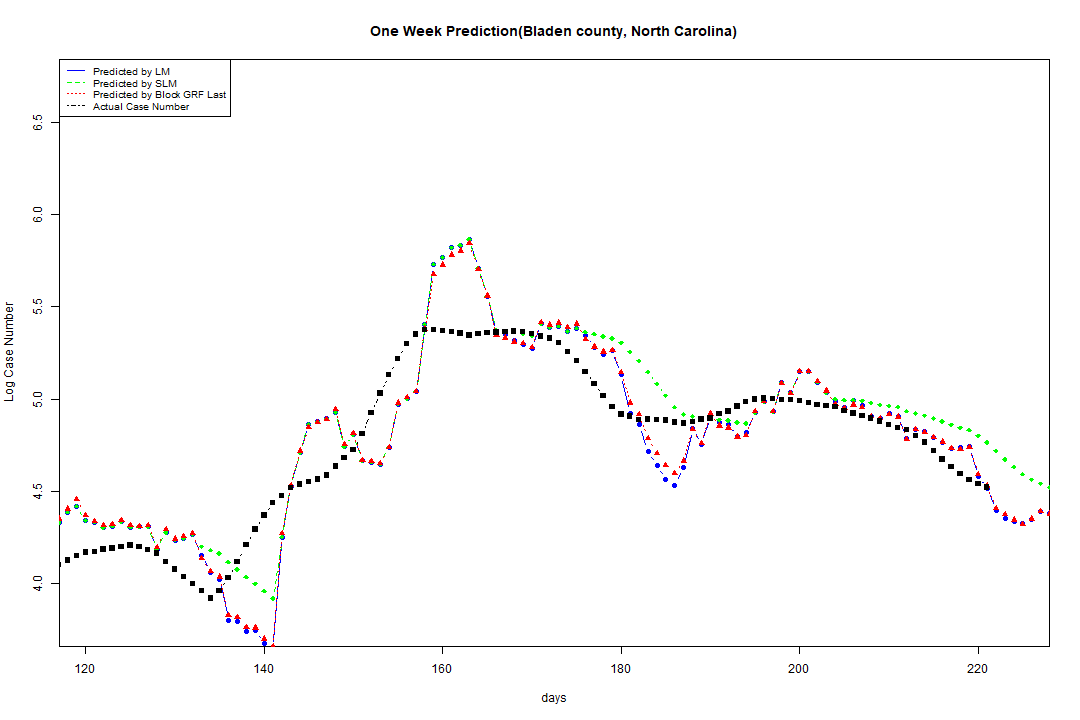 One Week Prediction(Bladen county, North Carolina)
Predicted by LM
Predicted by SLM
Predicted by Block GRF Last
Actual Case Number
6.5
6.0
5.5
5.0
4.5
4.0
Log Case Number
120 140 160 180 200 220
days